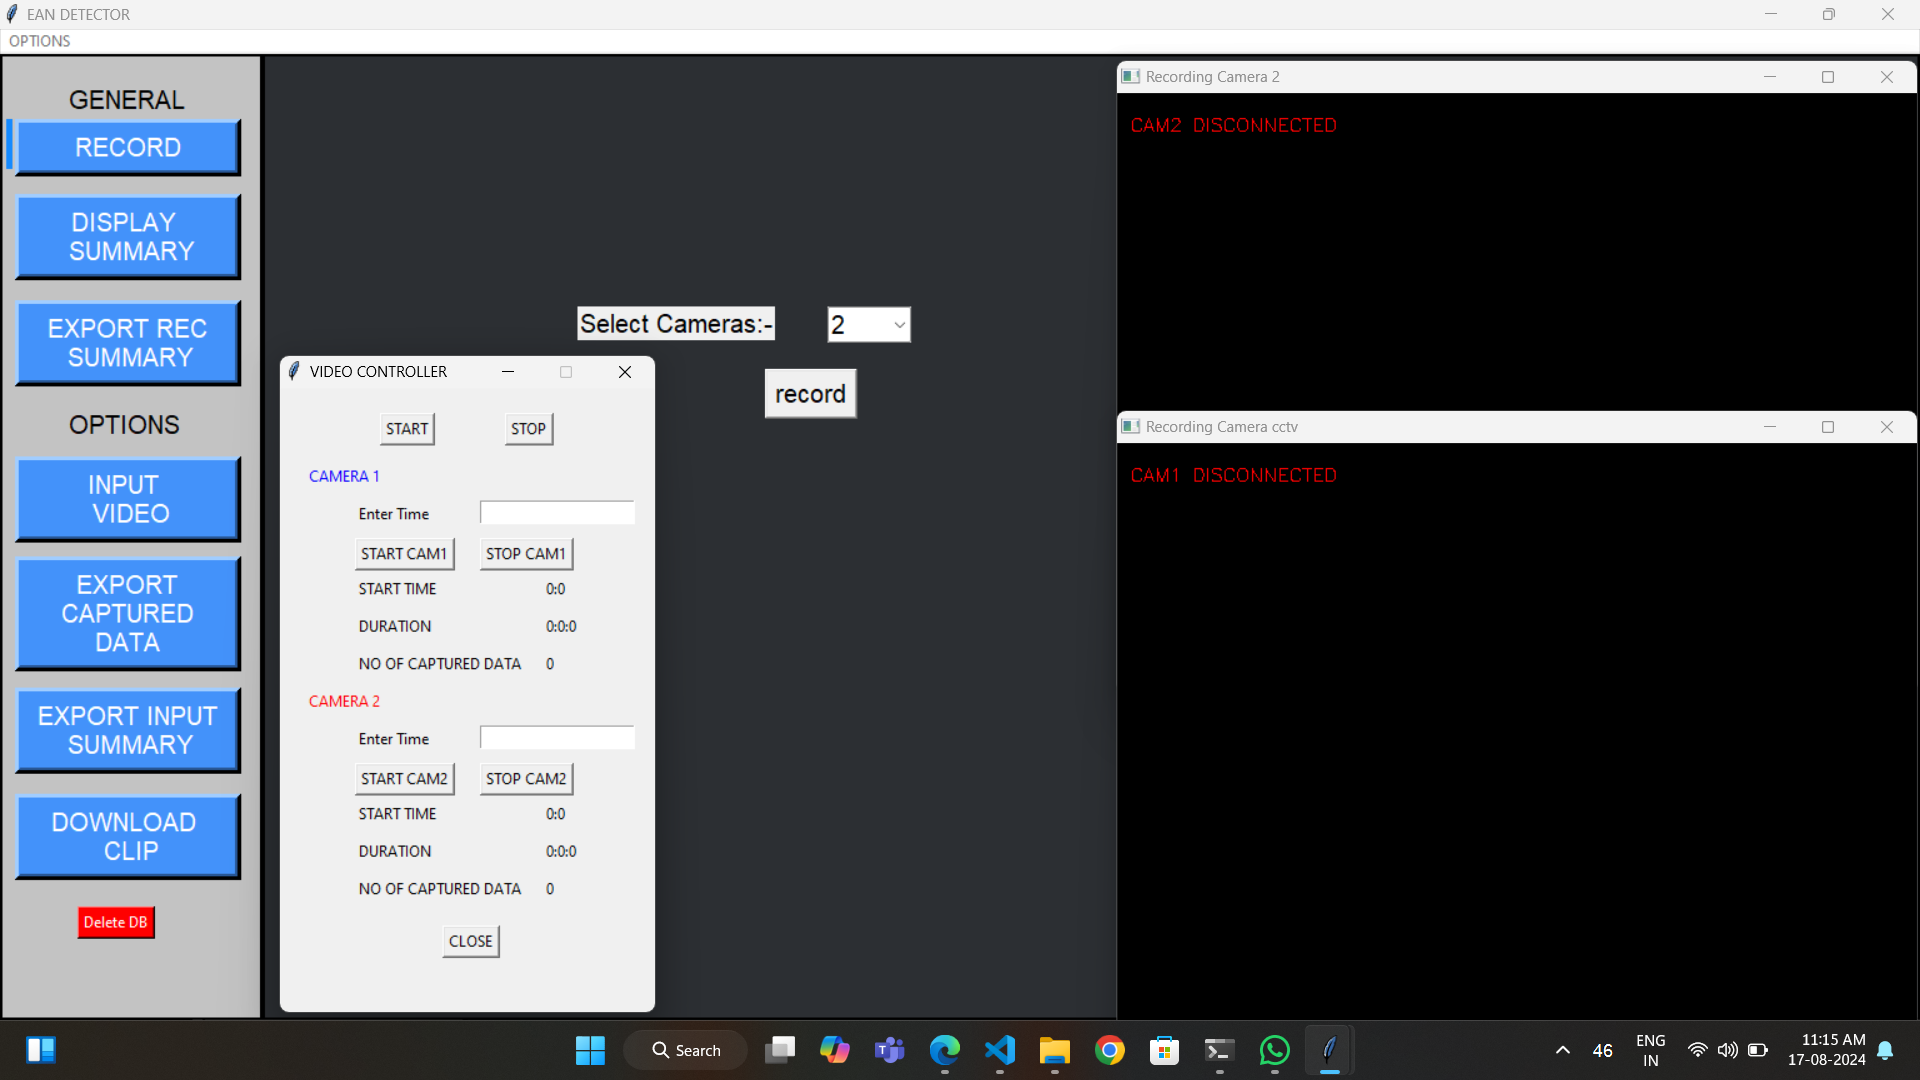 EAN DETECTOR
OPTIONS
GENERAL
RECORD
DISPLAY
SUMMARY
EXPORT REC
SUMMARY
OPTIONS
INPUT
VIDEO
EXPORT
CAPTURED
DATA
EXPORT INPUT
SUMMARY
DOWNLOAD
CLIP
Delete DB
Select Cameras:- 2
record
VIDEO CONTROLLER
START STOP
CAMERA 1
Enter Time
START CAM1 STOP CAM1
START TIME 0:0
DURATION 0:0:0
NO OF CAPTURED DATA 0
CAMERA 2
Enter Time
START CAM2 STOP CAM2
START TIME 0:0
DURATION 0:0:0
NO OF CAPTURED DATA 0
CLOSE
Recording Camera 2
CAM2 DISCONNECTED
Recording Camera cctv
CAM1 DISCONNECTED
Search
46
ENG
IN
11:15 AM
17-08-2024